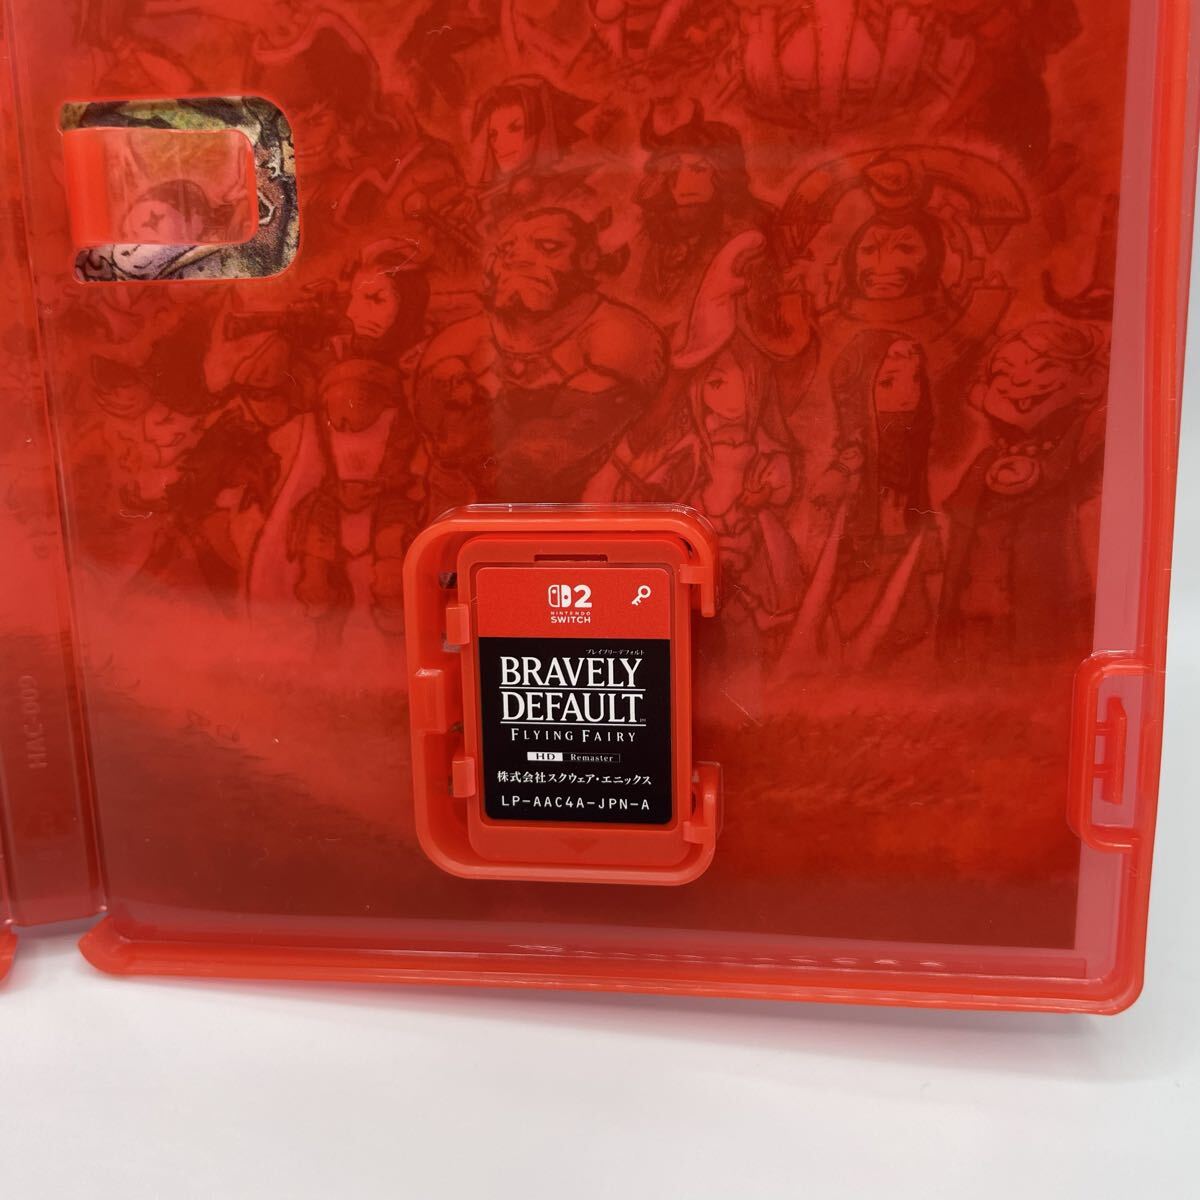 2
NINTENDO
SWITCH
ブレイブリーデフォルト
BRAVELY
DEFAULT
FLYING FAIRY
HD Remaster
株式会社スクウェア・エニックス
LP-AAC4A-JPN-A
HAC-009